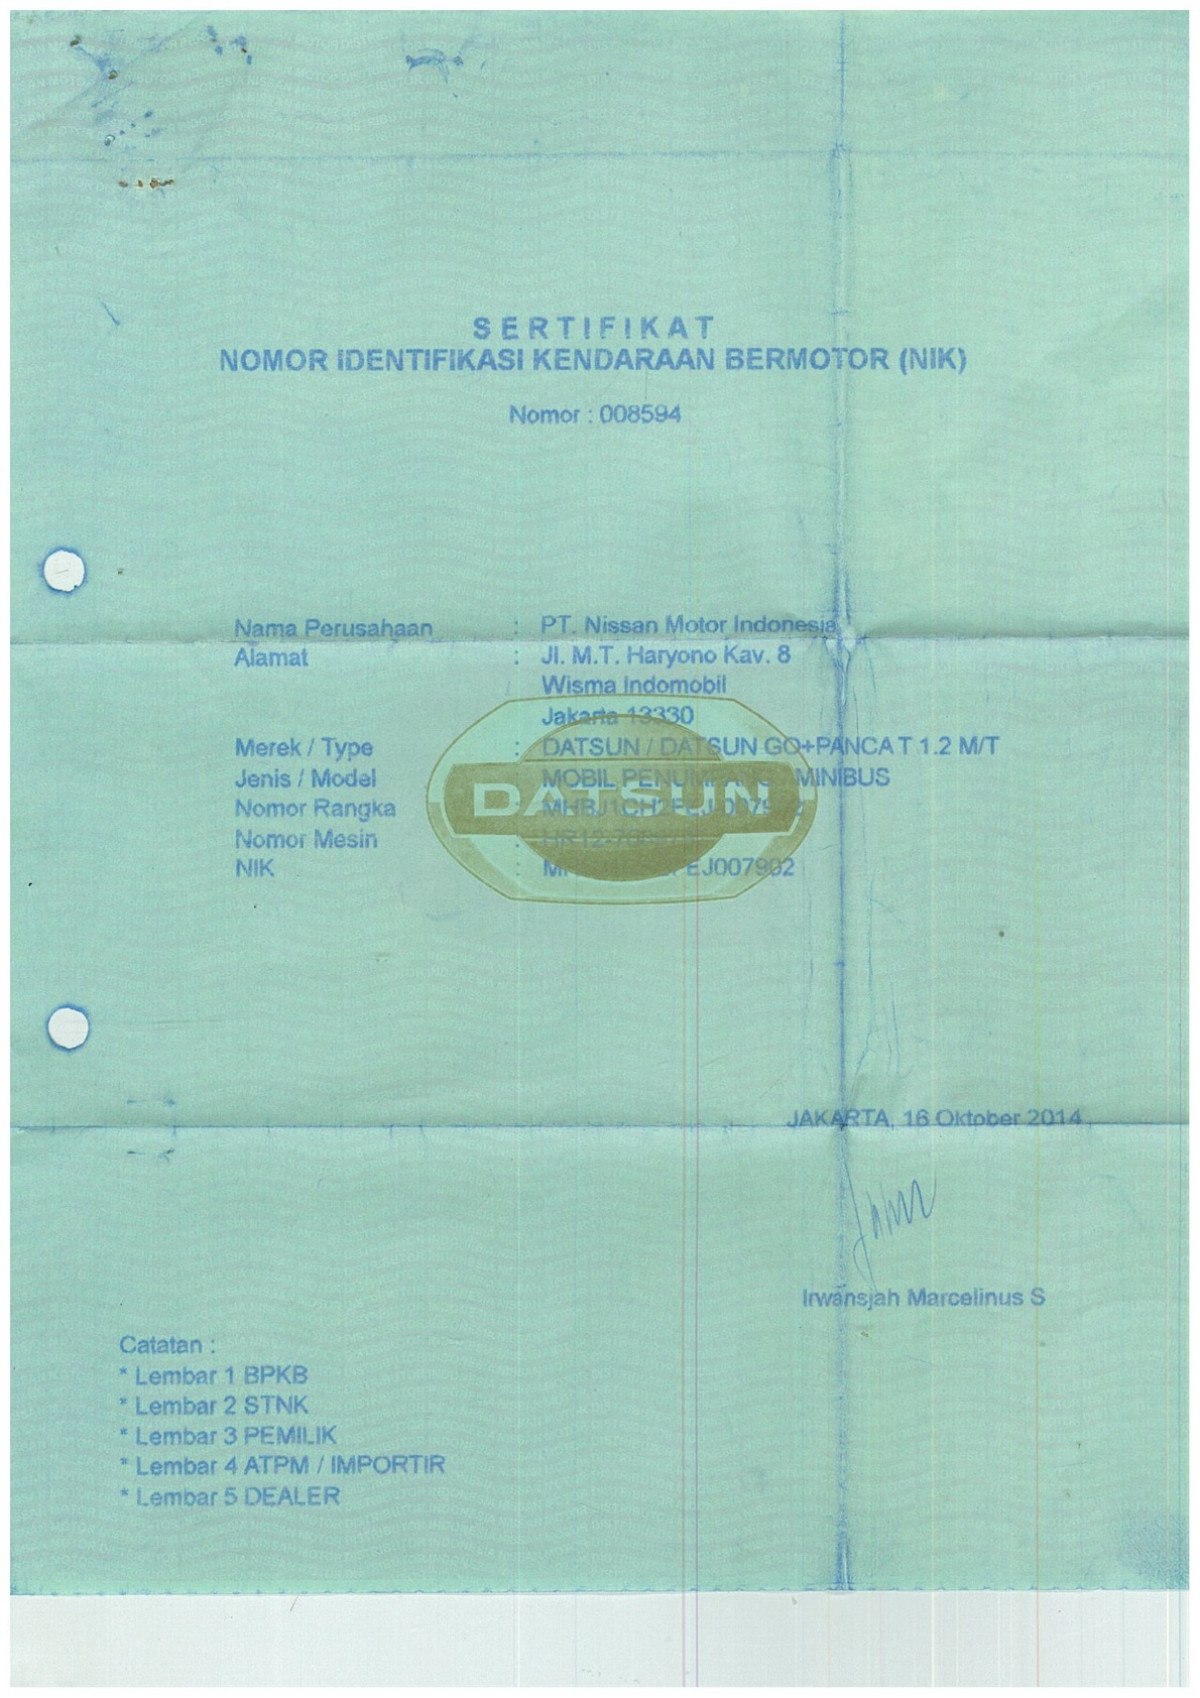 SERTIFIKAT
NOMOR IDENTIFIKASI KENDARAAN BERMOTOR (NIK)
Nomor : 008594
Nama Perusahaan : PT. Nissan Motor Indonesia
Alamat : Jl. M.T. Haryono Kav. 8
Wisma Indomobil
Jakarta 13330
Merek / Type : DATSUN / DATSUN GO+PANCA T 1.2 M/T
Jenis / Model : MOBIL PENUMPANG / MINIBUS
Nomor Rangka :
DATSUN
Nomor Mesin :
NIK :
JAKARTA, 16 Oktober 2014
Irwansjah Marcelinus S
Catatan :
* Lembar 1 BPKB
* Lembar 2 STNK
* Lembar 3 PEMILIK
* Lembar 4 ATPM / IMPORTIR
* Lembar 5 DEALER